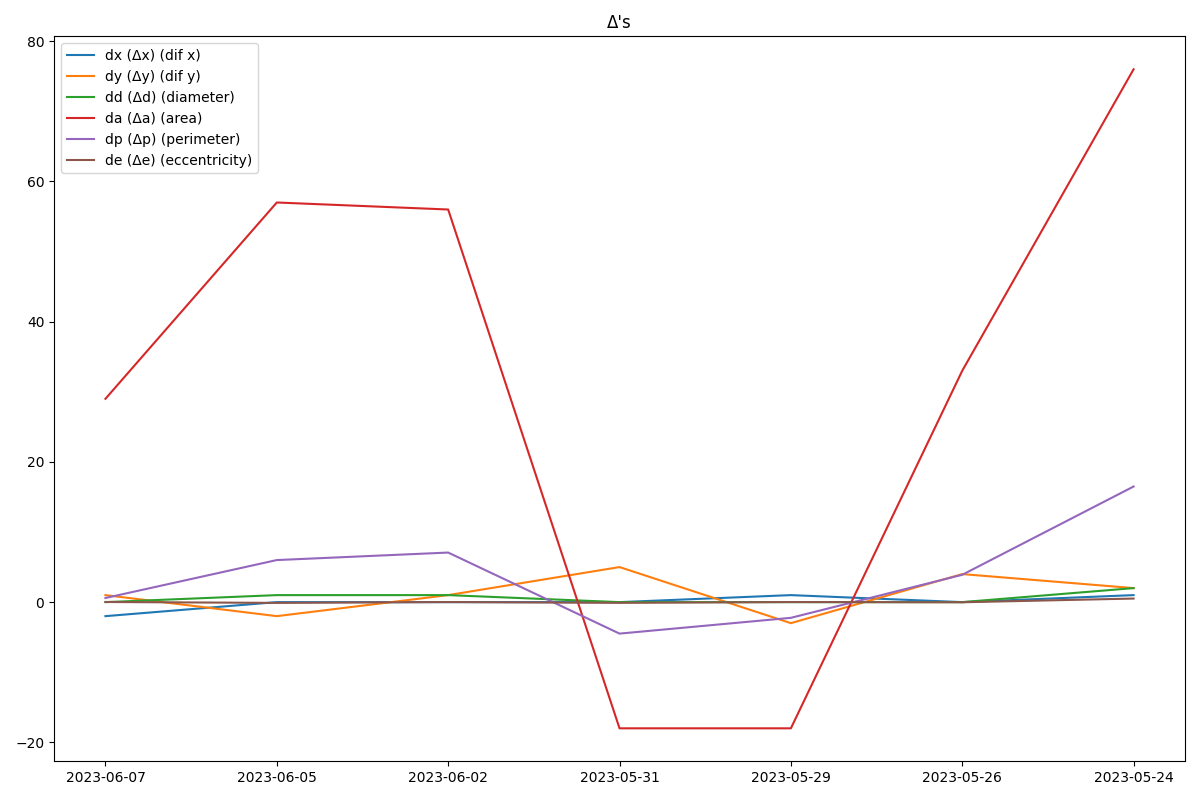 Δ's
80
60
40
20
0
−20
dx (Δx) (dif x)
dy (Δy) (dif y)
dd (Δd) (diameter)
da (Δa) (area)
dp (Δp) (perimeter)
de (Δe) (eccentricity)
2023-06-07 2023-06-05 2023-06-02 2023-05-31 2023-05-29 2023-05-26 2023-05-24